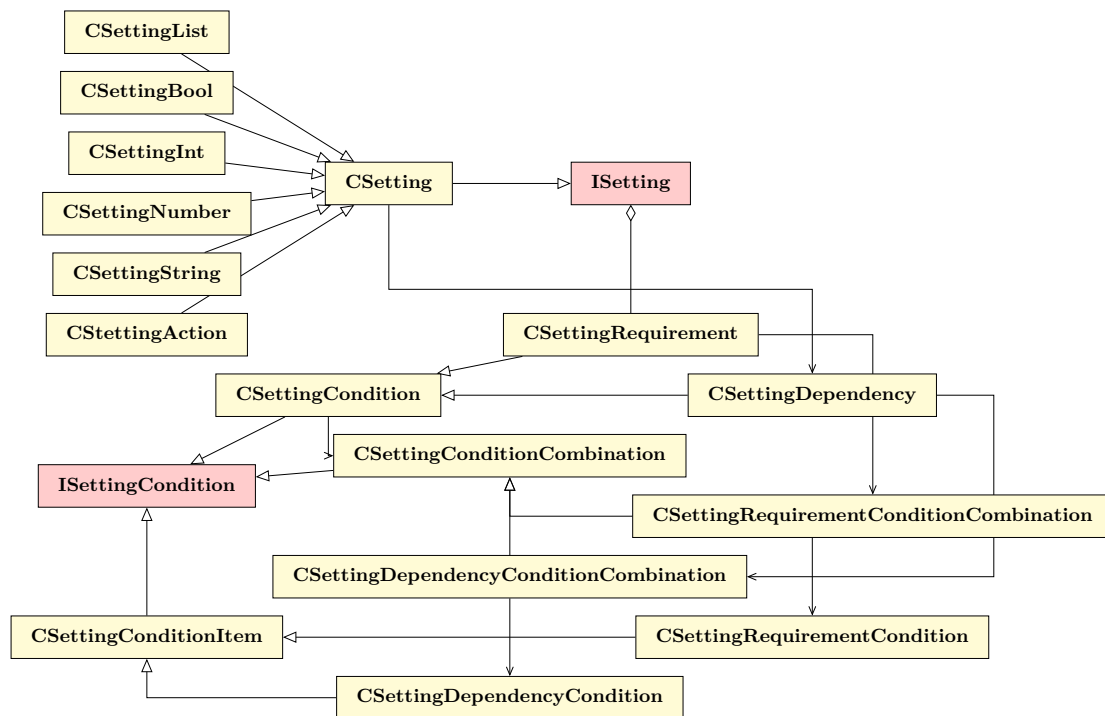 CSettingList
CSettingBool
CSettingInt
CSetting
ISetting
CSettingNumber
CSettingString
CStettingAction
CSettingRequirement
CSettingCondition
CSettingDependency
CSettingConditionCombination
ISettingCondition
CSettingRequirementConditionCombination
CSettingDependencyConditionCombination
CSettingConditionItem
CSettingRequirementCondition
CSettingDependencyCondition